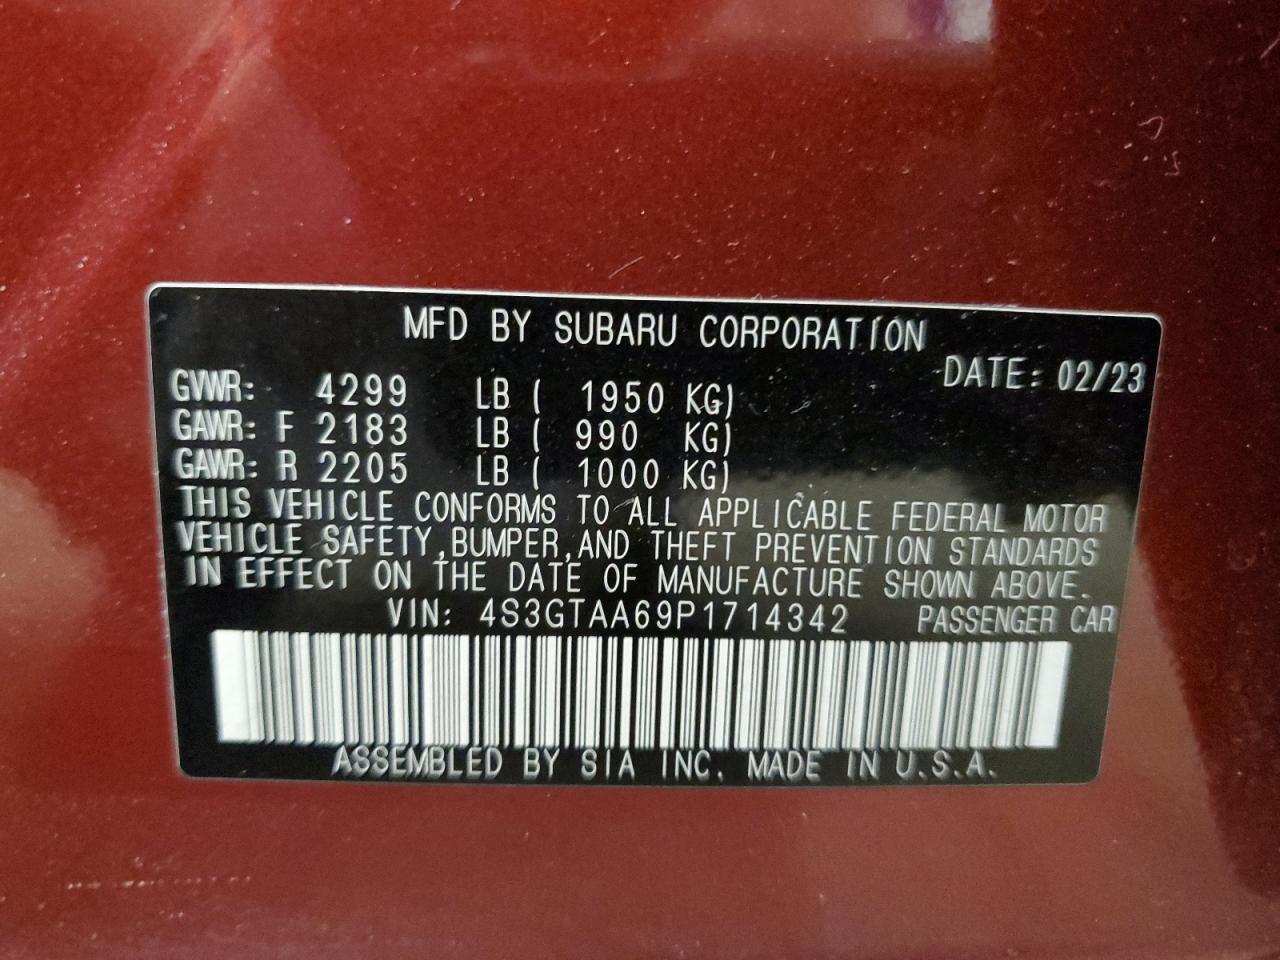 MFD BY SUBARU CORPORATION
DATE: 02/23
GVWR: 4299 LB ( 1950 KG)
GAWR: F 2183 LB ( 990 KG)
GAWR: R 2205 LB ( 1000 KG)
THIS VEHICLE CONFORMS TO ALL APPLICABLE FEDERAL MOTOR
VEHICLE SAFETY,BUMPER,AND THEFT PREVENTION STANDARDS
IN EFFECT ON THE DATE OF MANUFACTURE SHOWN ABOVE.
VIN: 4S3GTAA69P1714342 PASSENGER CAR
ASSEMBLED BY SIA INC. MADE IN U.S.A.